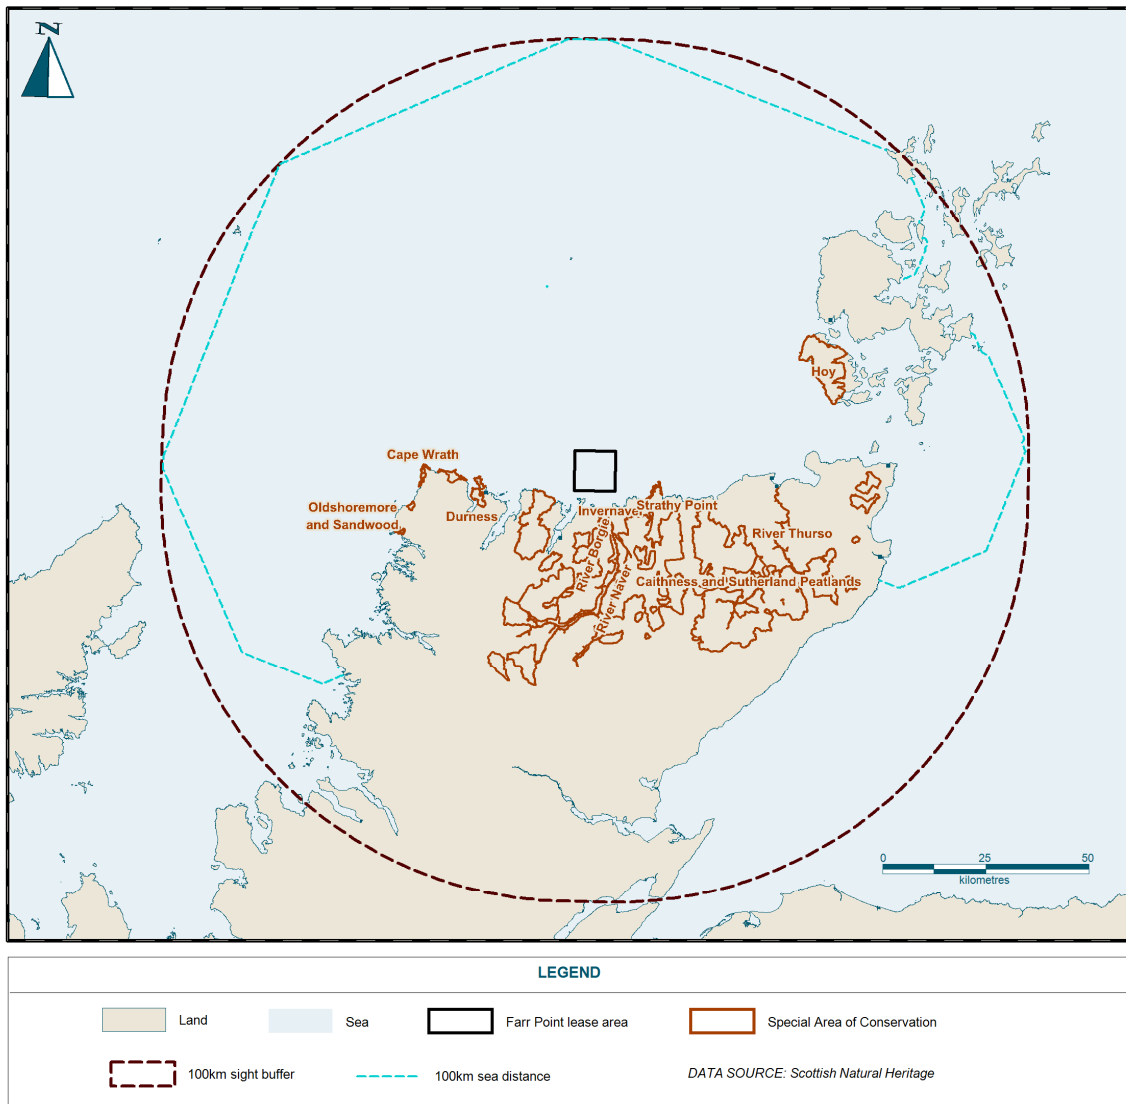 N
Hoy
Cape Wrath
Oldshoremore
and Sandwood
Durness
Invernaver
Strathy Point
River Borgie
River Naver
River Thurso
Caithness and Sutherland Peatlands
0 25 50
kilometres
LEGEND
Land
Sea
Farr Point lease area
Special Area of Conservation
100km sight buffer
100km sea distance
DATA SOURCE: Scottish Natural Heritage